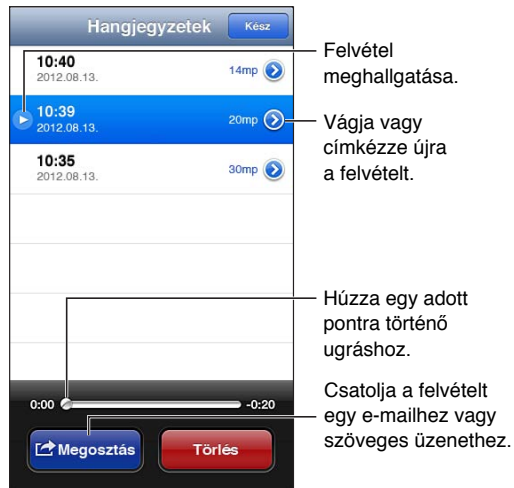 Hangjegyzetek Kész
10:40
2012.08.13.
14mp
10:39
2012.08.13.
20mp
10:35
2012.08.13.
30mp
0:00
-0:20
Megosztás
Törlés
Felvétel
meghallgatása.
Vágja vagy
címkézze újra
a felvételt.
Húzza egy adott
pontra történő
ugráshoz.
Csatolja a felvételt
egy e-mailhez vagy
szöveges üzenethez.